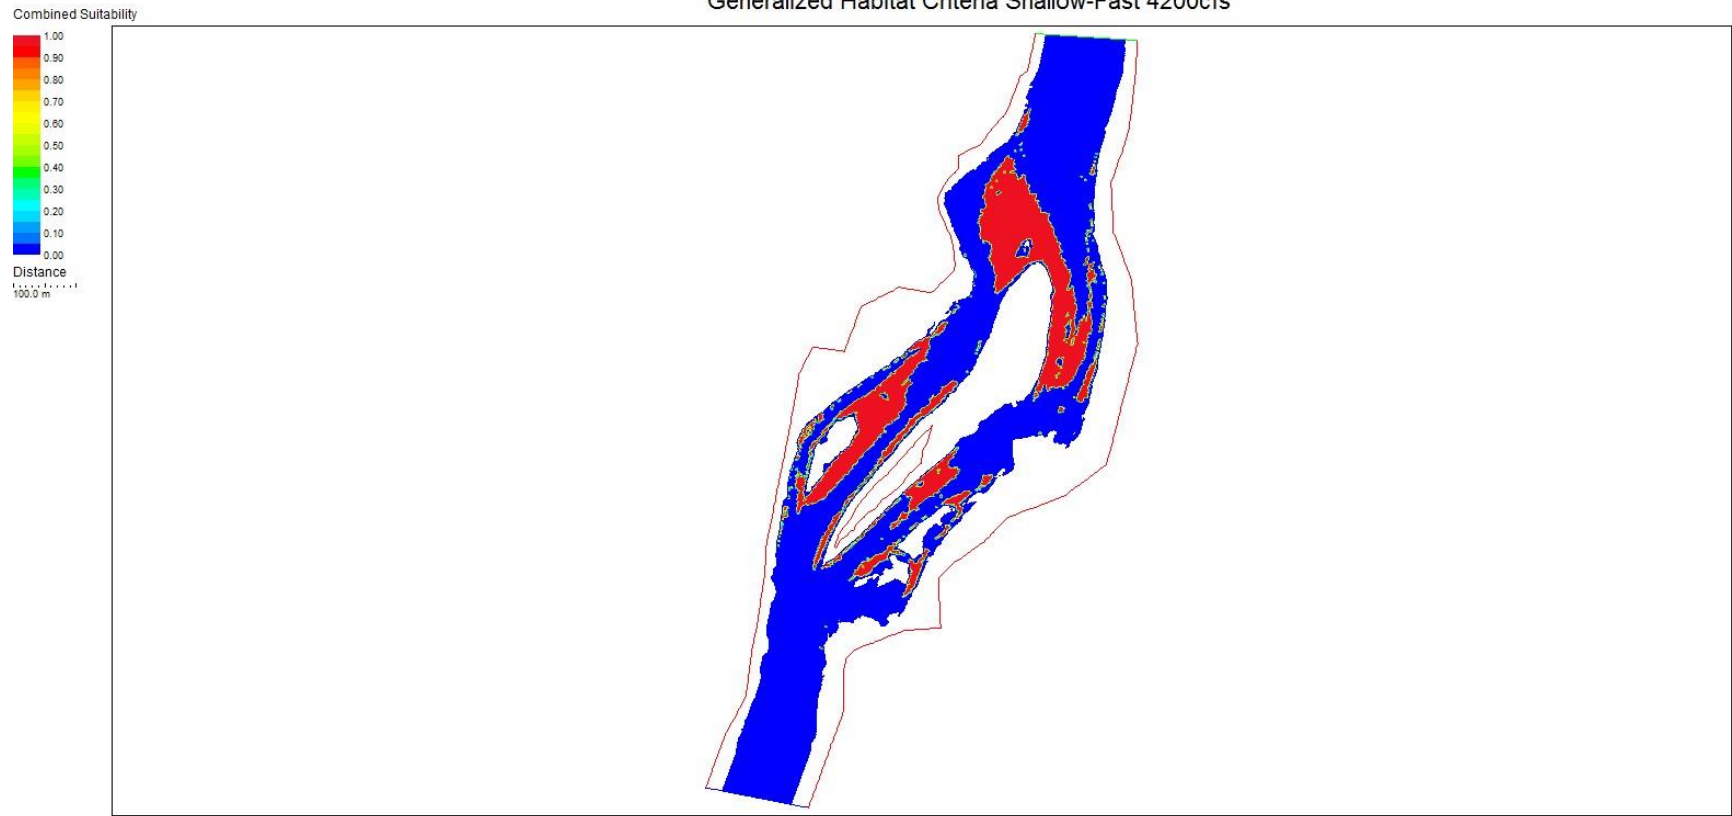 Generalized Habitat Criteria Shallow-Fast 4200cfs
Combined Suitability
1.00
0.90
0.80
0.70
0.60
0.50
0.40
0.30
0.20
0.10
0.00
Distance
100.0 m